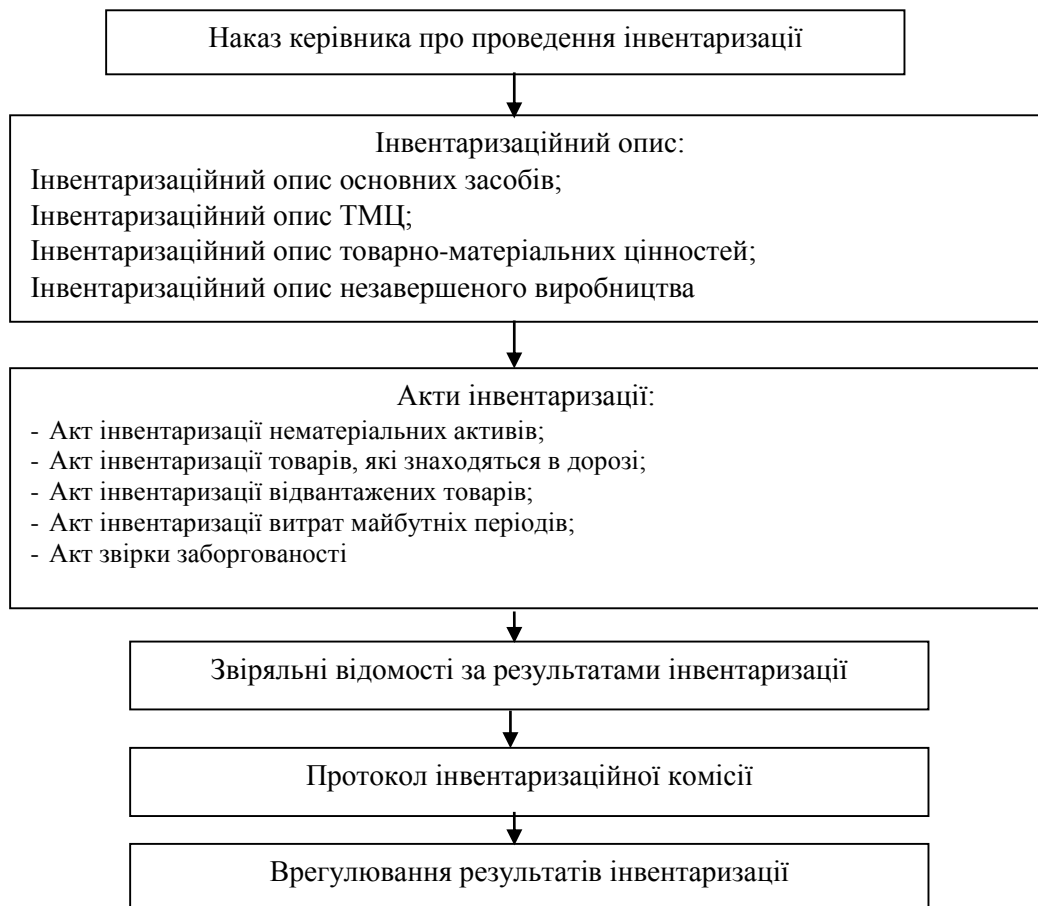 Наказ керівника про проведення інвентаризації
Інвентаризаційний опис:
Інвентаризаційний опис основних засобів;
Інвентаризаційний опис ТМЦ;
Інвентаризаційний опис товарно-матеріальних цінностей;
Інвентаризаційний опис незавершеного виробництва
Акти інвентаризації:
- Акт інвентаризації нематеріальних активів;
- Акт інвентаризації товарів, які знаходяться в дорозі;
- Акт інвентаризації відвантажених товарів;
- Акт інвентаризації витрат майбутніх періодів;
- Акт звірки заборгованості
Звіряльні відомості за результатами інвентаризації
Протокол інвентаризаційної комісії
Врегулювання результатів інвентаризації